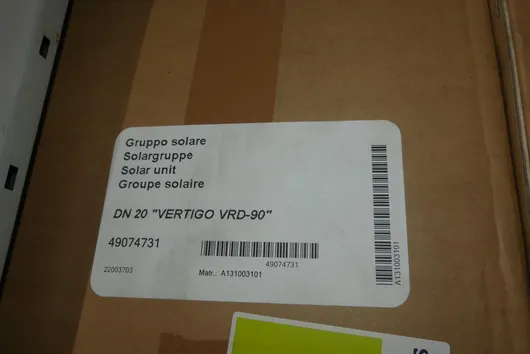 Gruppo solare
Solargruppe
Solar unit
Groupe solaire
DN 20 "VERTIGO VRD-90"
49074731
49074731
22003703
Matr.: A131003101
A131003101